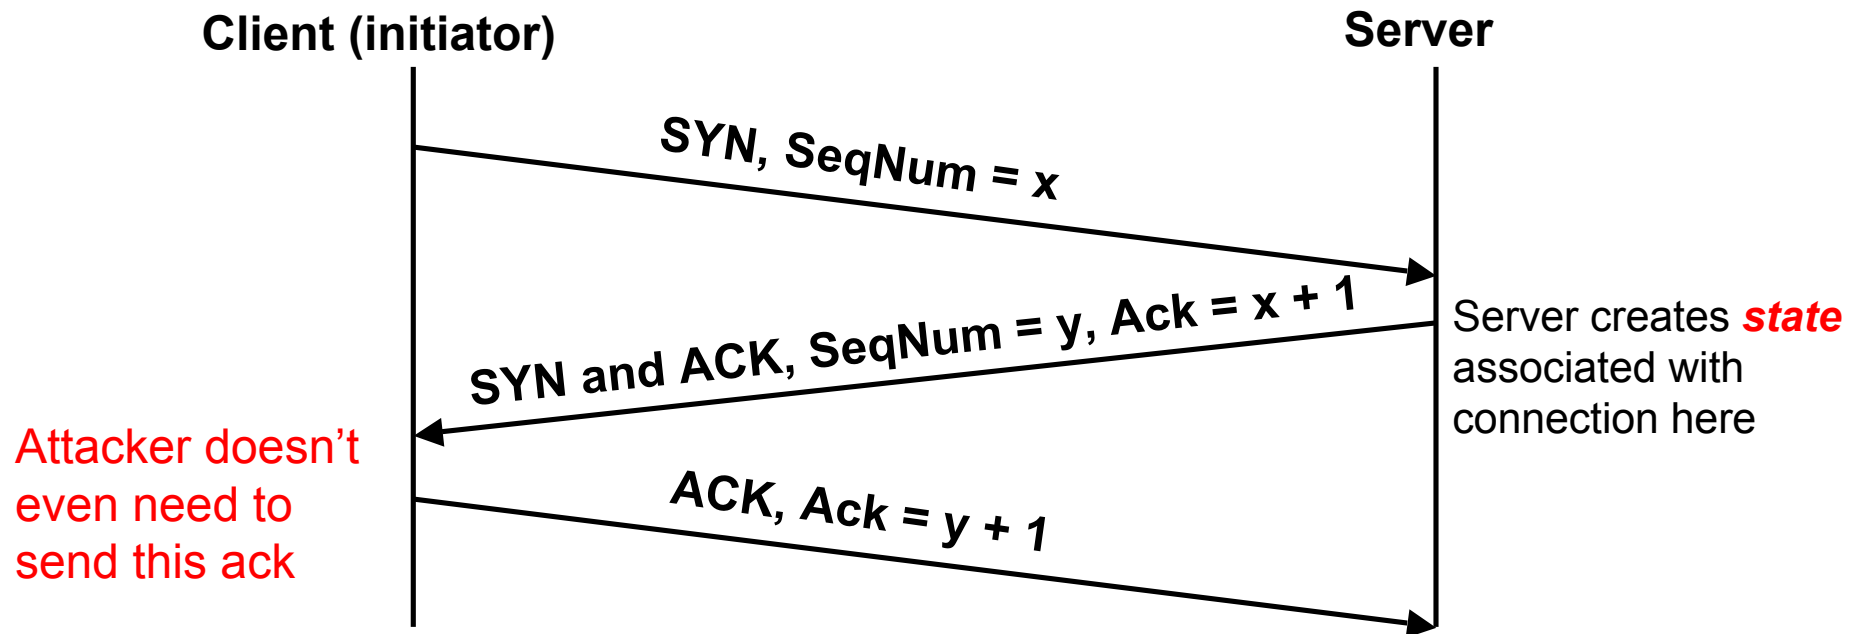 Client (initiator)
Server
SYN, SeqNum = x
SYN and ACK, SeqNum = y, Ack = x + 1
Server creates state
associated with
connection here
Attacker doesn’t
even need to
send this ack
ACK, Ack = y + 1